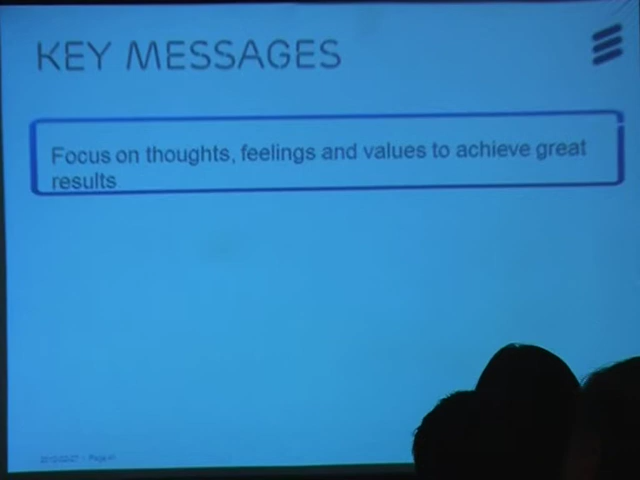 KEY MESSAGES
Focus on thoughts, feelings and values to achieve great
results